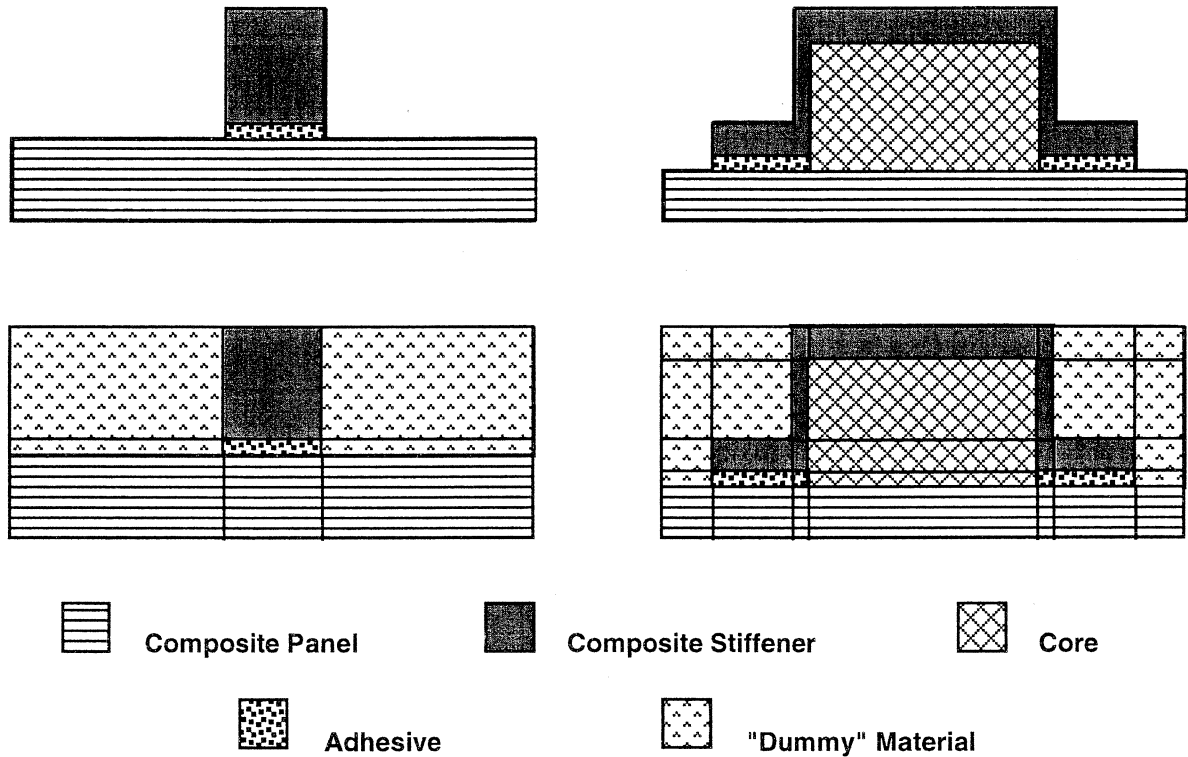 Composite Panel
Composite Stiffener
Core
Adhesive
"Dummy" Material